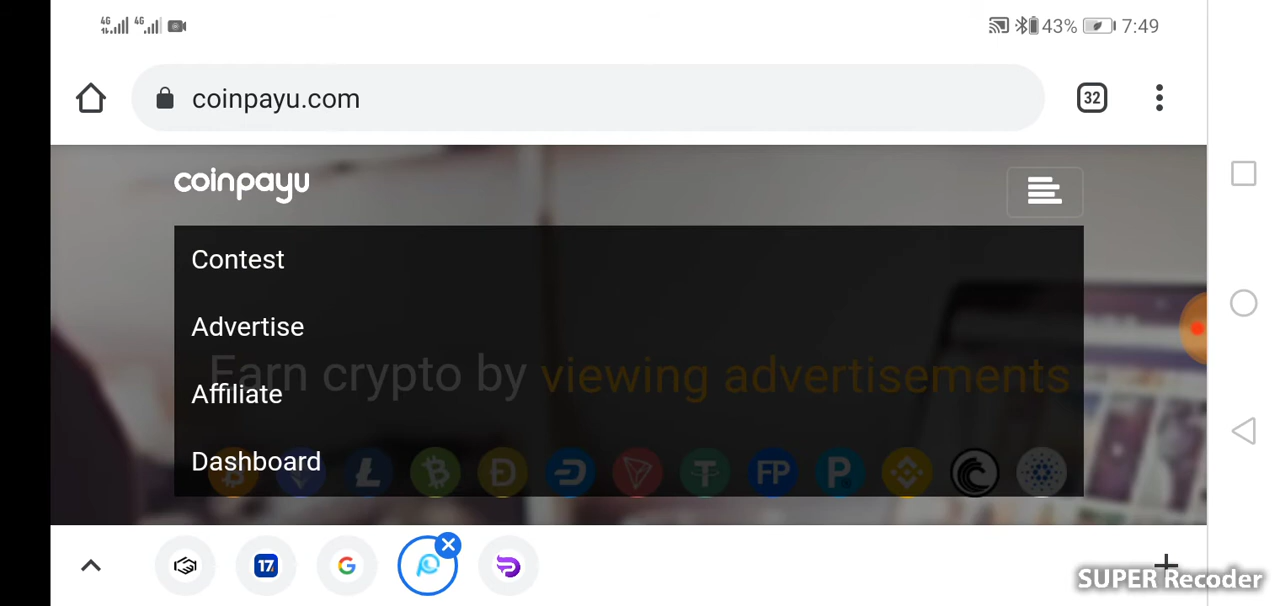 4G 4G 43% 7:49
coinpayu.com 32
coinpayu
Contest
Advertise
Earn crypto by viewing advertisements
Affiliate
Dashboard
FP
17
SUPER Recoder